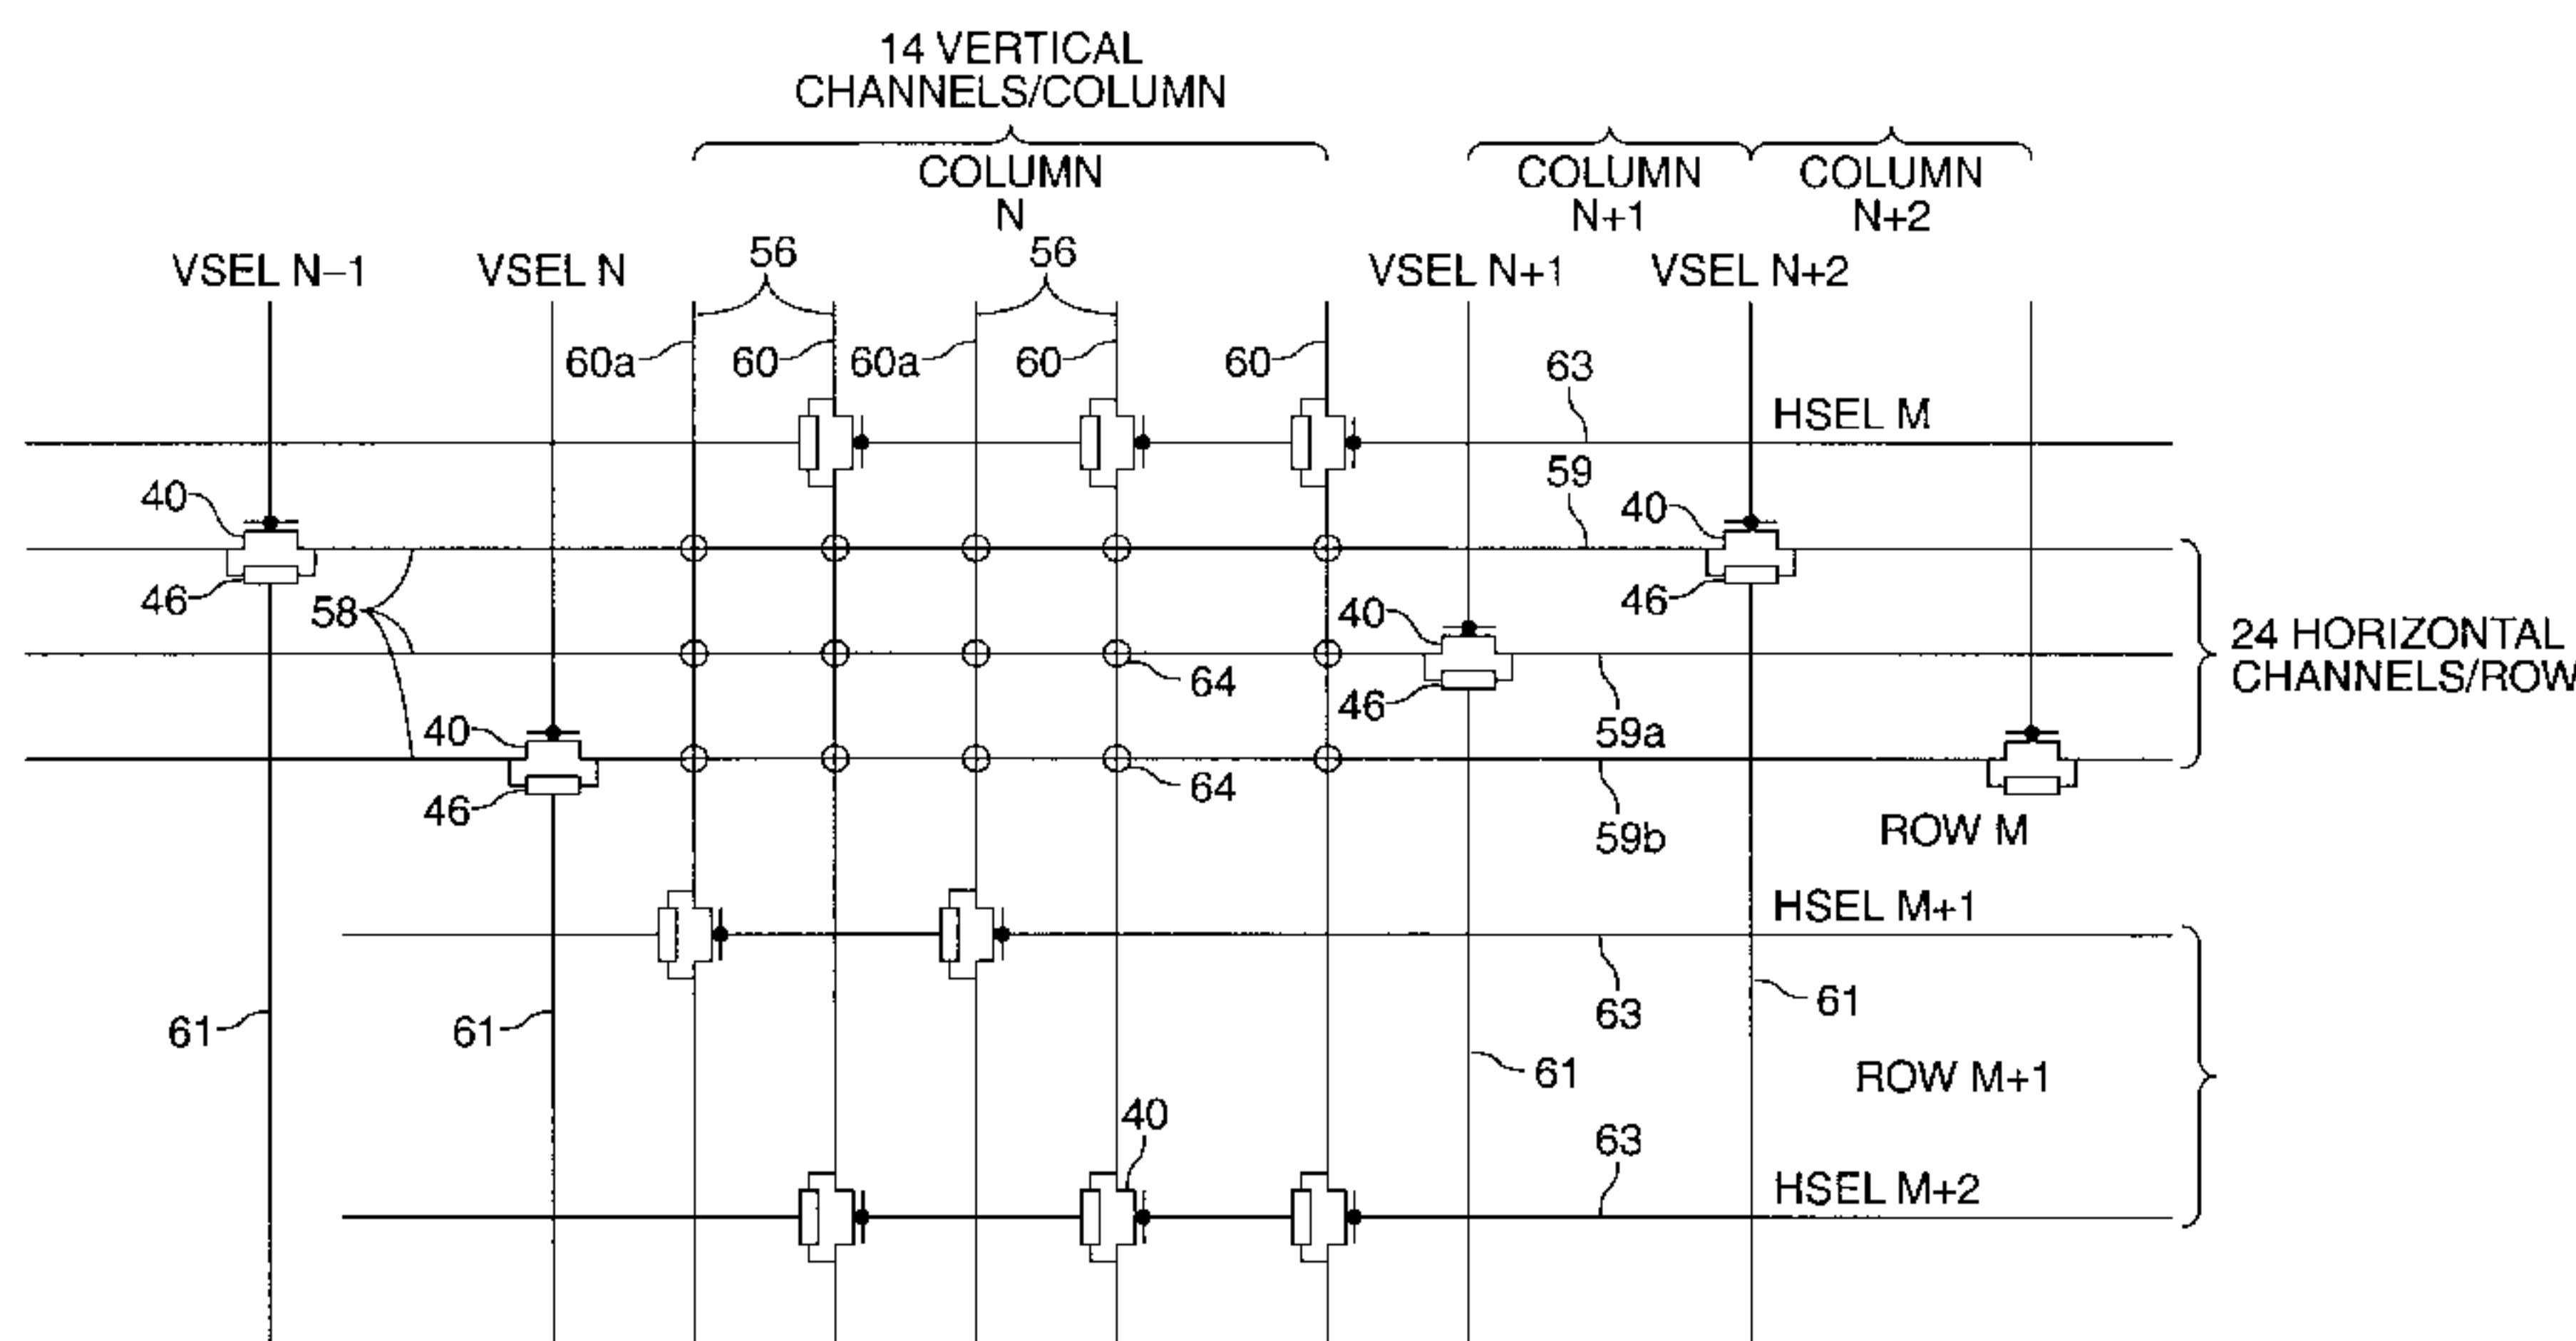 14 VERTICAL
CHANNELS/COLUMN
COLUMN
N
COLUMN
N+1
COLUMN
N+2
VSEL N–1
VSEL N
56
56
VSEL N+1
VSEL N+2
60a
60
60a
60
60
63
HSEL M
40
59
40
46
58
40
46
64
24 HORIZONTAL
CHANNELS/ROW
40
46
59a
46
64
59b
ROW M
HSEL M+1
61
61
63
61
61
ROW M+1
40
63
HSEL M+2